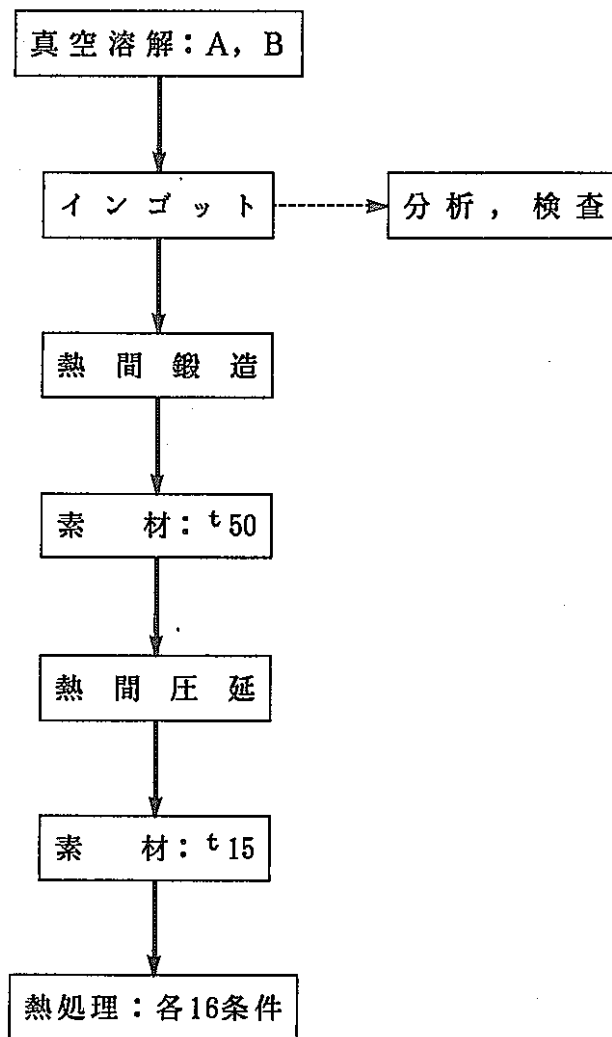 真空溶解：A，B
インゴット
分析，検査
熱間鍛造
素材：t50
熱間圧延
素材：t15
熱処理：各16条件